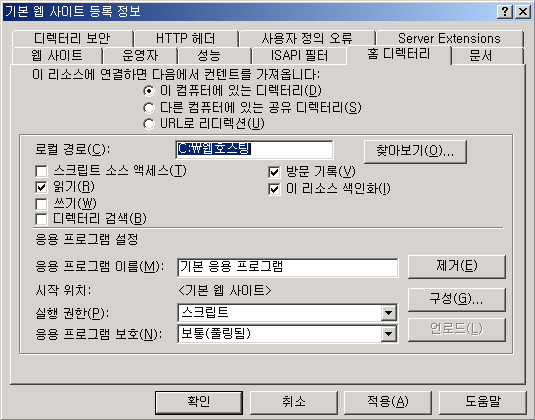 기본 웹 사이트 등록 정보
디렉터리 보안 HTTP 헤더 사용자 정의 오류 Server Extensions
웹 사이트 운영자 성능 ISAPI 필터 홈 디렉터리 문서
이 리소스에 연결하면 다음에서 컨텐트를 가져옵니다:
이 컴퓨터에 있는 디렉터리(D)
다른 컴퓨터에 있는 공유 디렉터리(S)
URL로 리디렉션(U)
로컬 경로(C): C:\웹호스팅 찾아보기(O)...
스크립트 소스 액세스(T) 방문 기록(V)
읽기(R) 이 리소스 색인화(I)
쓰기(W)
디렉터리 검색(B)
응용 프로그램 설정
응용 프로그램 이름(M): 기본 응용 프로그램 제거(E)
시작 위치: <기본 웹 사이트> 구성(G)...
실행 권한(P): 스크립트
응용 프로그램 보호(N): 보통(풀링됨) 언로드(L)
확인 취소 적용(A) 도움말